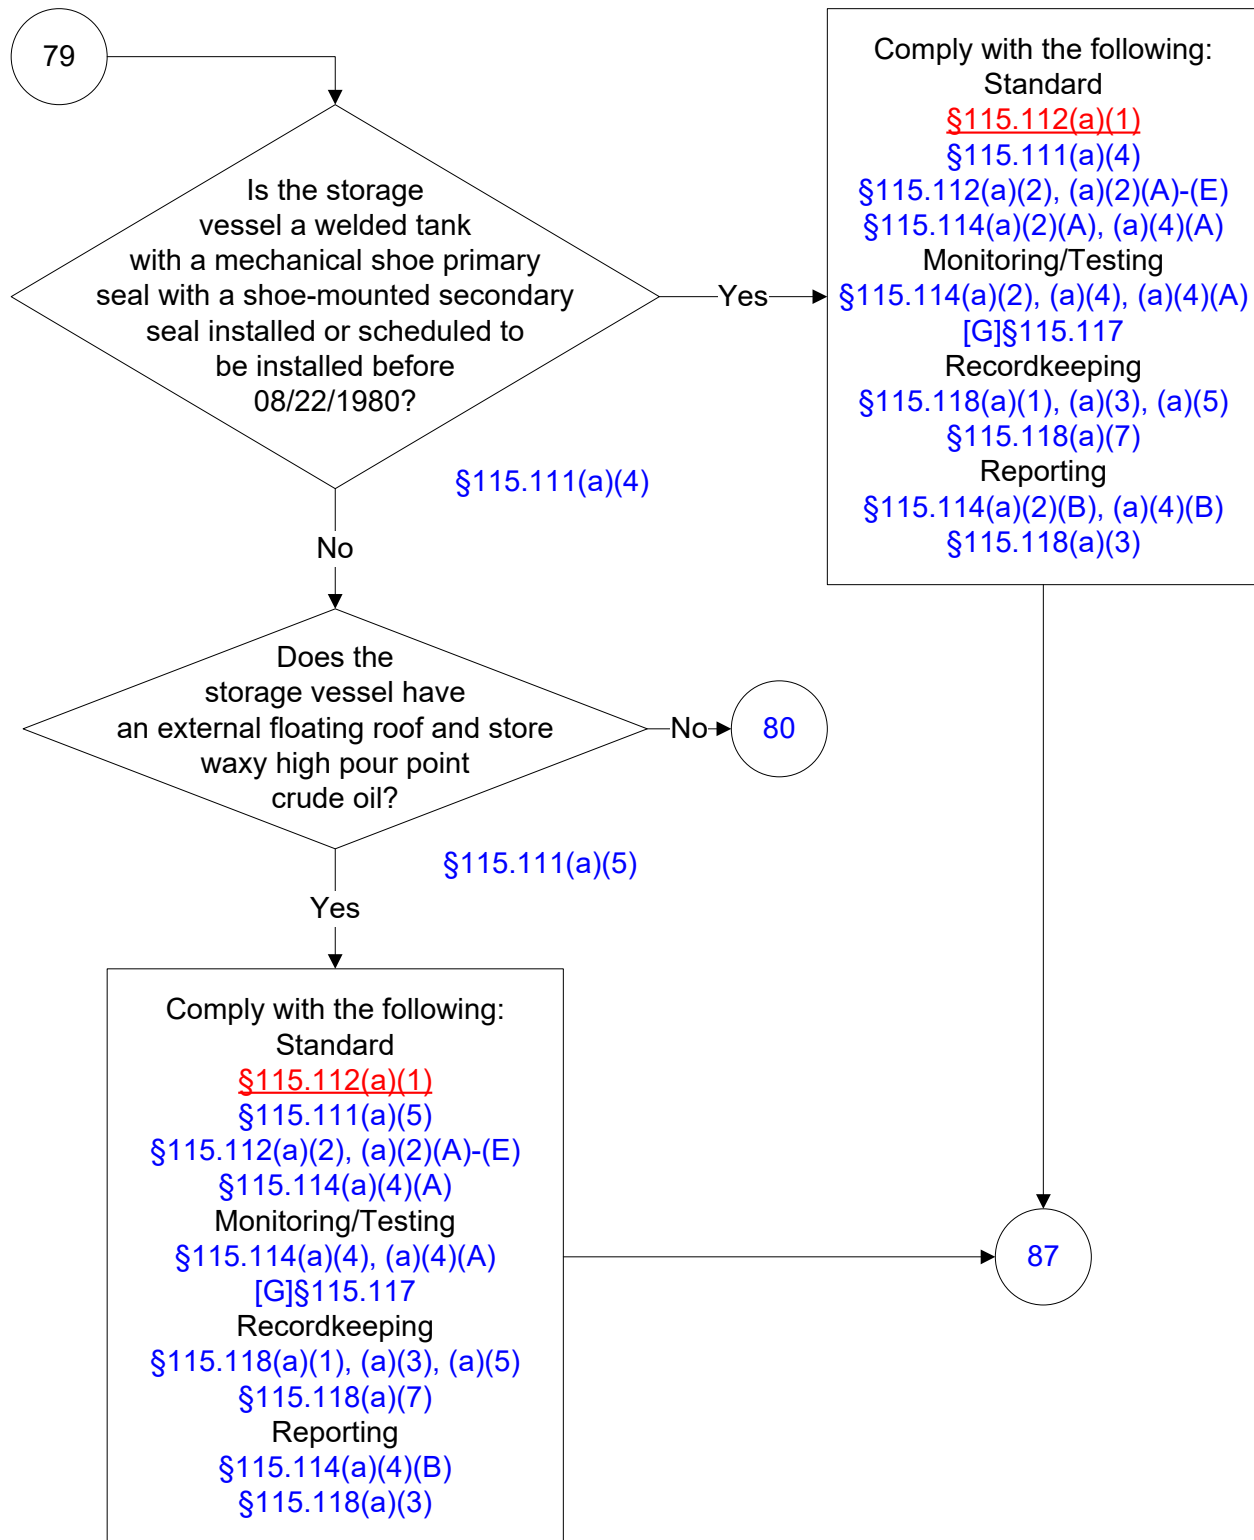 79
Is the storage
vessel a welded tank
with a mechanical shoe primary
seal with a shoe-mounted secondary
seal installed or scheduled to
be installed before
08/22/1980?
§115.111(a)(4)
Yes
Comply with the following:
Standard
§115.112(a)(1)
§115.111(a)(4)
§115.112(a)(2), (a)(2)(A)-(E)
§115.114(a)(2)(A), (a)(4)(A)
Monitoring/Testing
§115.114(a)(2), (a)(4), (a)(4)(A)
[G]§115.117
Recordkeeping
§115.118(a)(1), (a)(3), (a)(5)
§115.118(a)(7)
Reporting
§115.114(a)(2)(B), (a)(4)(B)
§115.118(a)(3)
No
Does the
storage vessel have
an external floating roof and store
waxy high pour point
crude oil?
No
80
§115.111(a)(5)
Yes
Comply with the following:
Standard
§115.112(a)(1)
§115.111(a)(5)
§115.112(a)(2), (a)(2)(A)-(E)
§115.114(a)(4)(A)
Monitoring/Testing
§115.114(a)(4), (a)(4)(A)
[G]§115.117
Recordkeeping
§115.118(a)(1), (a)(3), (a)(5)
§115.118(a)(7)
Reporting
§115.114(a)(4)(B)
§115.118(a)(3)
87